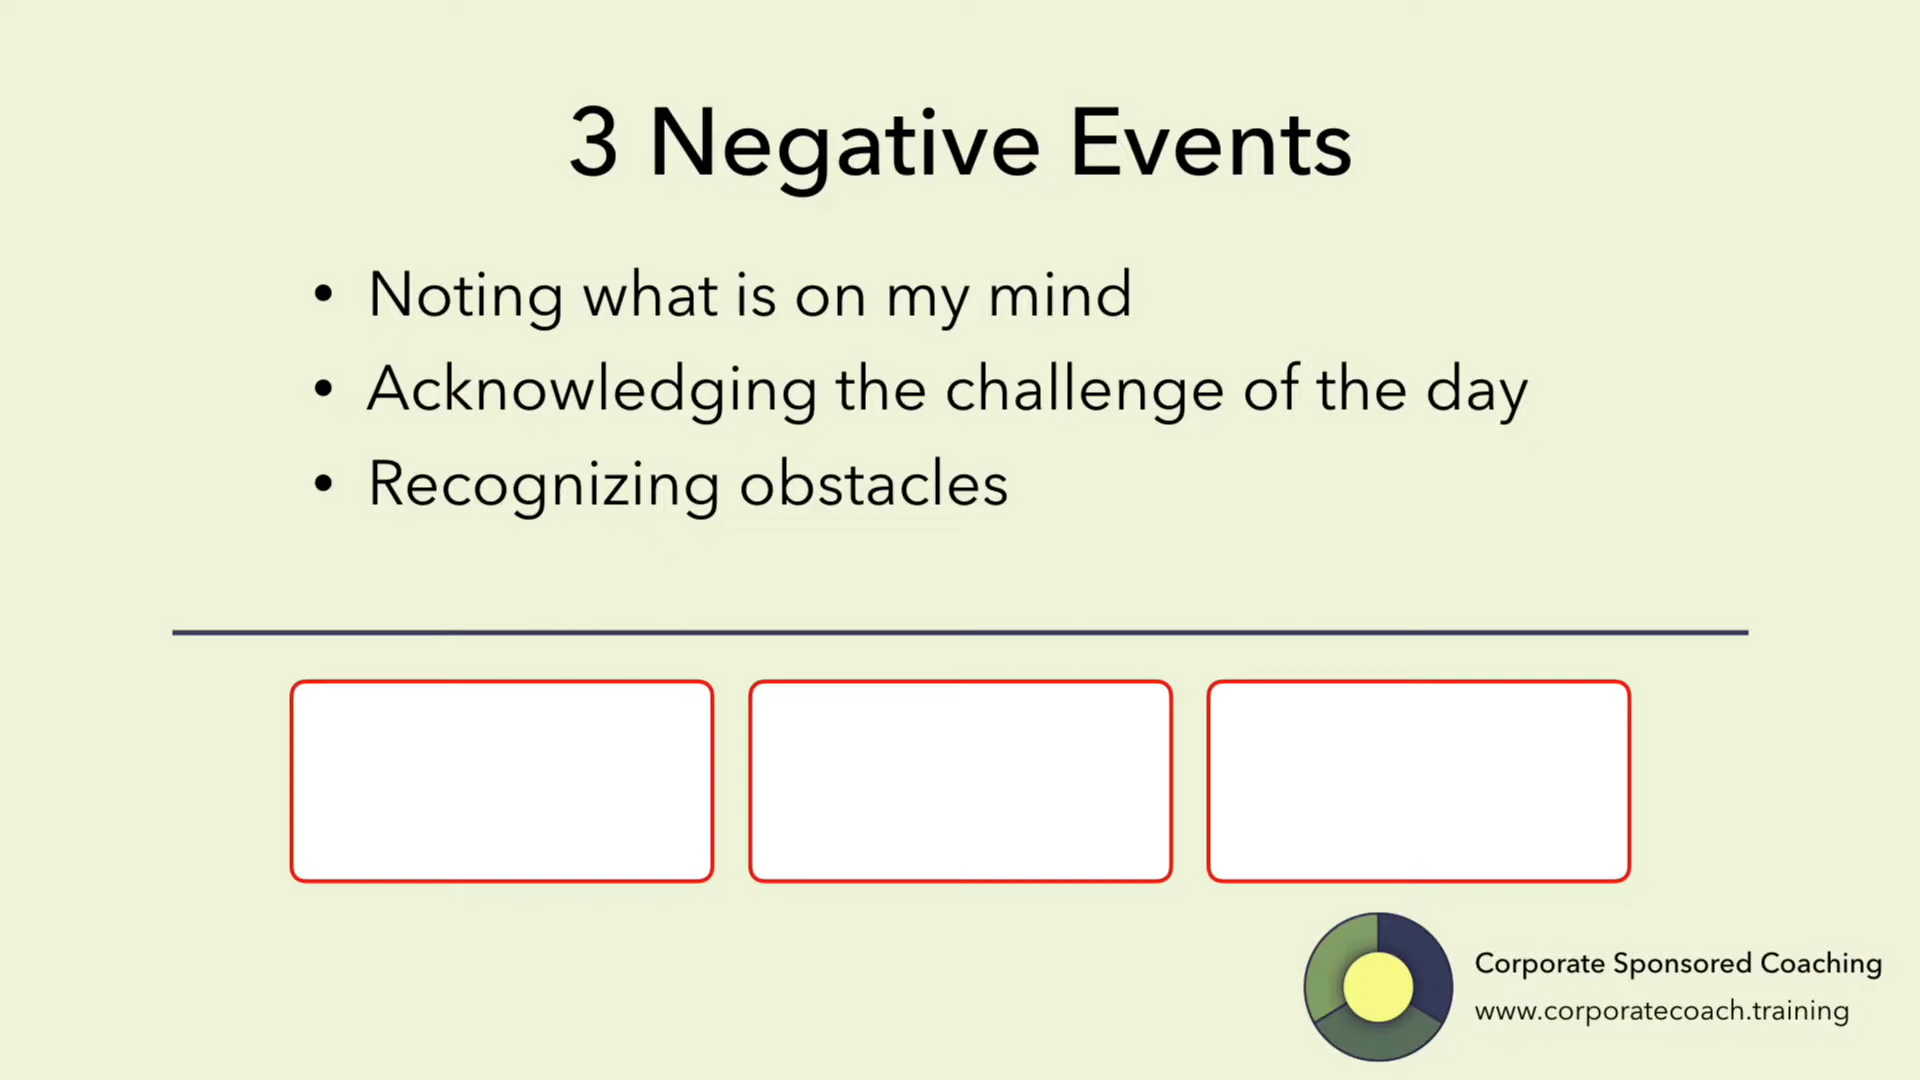 3 Negative Events
• Noting what is on my mind
• Acknowledging the challenge of the day
• Recognizing obstacles
Corporate Sponsored Coaching
www.corporatecoach.training